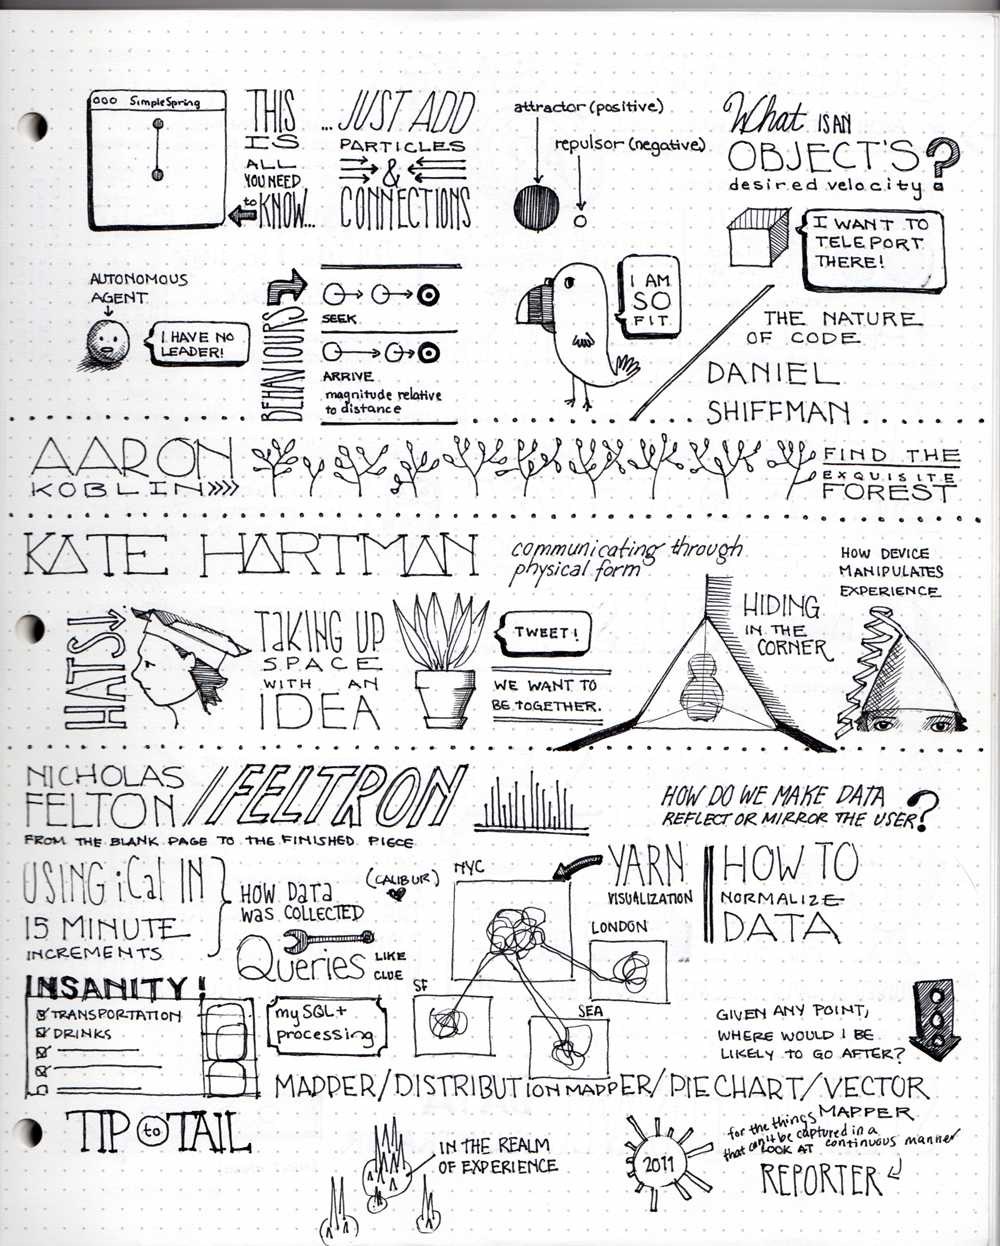 SimpleSpring
THIS
IS
ALL
YOU NEED
to KNOW...
...JUST ADD
PARTICLES
&
CONNECTIONS
attractor (positive)
repulsor (negative)
What IS AN
OBJECT'S?
desired velocity
I WANT TO
TELEPORT
THERE!
AUTONOMOUS
AGENT
I HAVE NO
LEADER!
BEHAVIOURS
SEEK
ARRIVE
magnitude relative
to distance
I AM
SO
FIT
THE NATURE
OF CODE
DANIEL
SHIFFMAN
AARON
KOBLIN
FIND THE
EXQUISITE
FOREST
KATE HARTMAN
communicating through
physical form
HOW DEVICE
MANIPULATES
EXPERIENCE
HATS!
TAKING UP
SPACE
WITH AN
IDEA
TWEET!
WE WANT TO
BE TOGETHER.
HIDING
IN THE
CORNER
NICHOLAS
FELTON /FELTRON
FROM THE BLANK PAGE TO THE FINISHED PIECE
HOW DO WE MAKE DATA
REFLECT OR MIRROR THE USER?
USING iCal IN
15 MINUTE
INCREMENTS
HOW DATA
WAS COLLECTED
(CALIBUR)
Queries LIKE
CLUE
NYC
YARN
VISUALIZATION
LONDON
SF
SEA
HOW TO
NORMALIZE
DATA
INSANITY!
TRANSPORTATION
DRINKS
mySQL+
processing
GIVEN ANY POINT,
WHERE WOULD I BE
LIKELY TO GO AFTER?
MAPPER/DISTRIBUTION MAPPER/PIECHART/VECTOR
MAPPER
TIP to TAIL
IN THE REALM
OF EXPERIENCE
2011
for the things
that can't be captured in a
continuous manner
LOOK AT
REPORTER